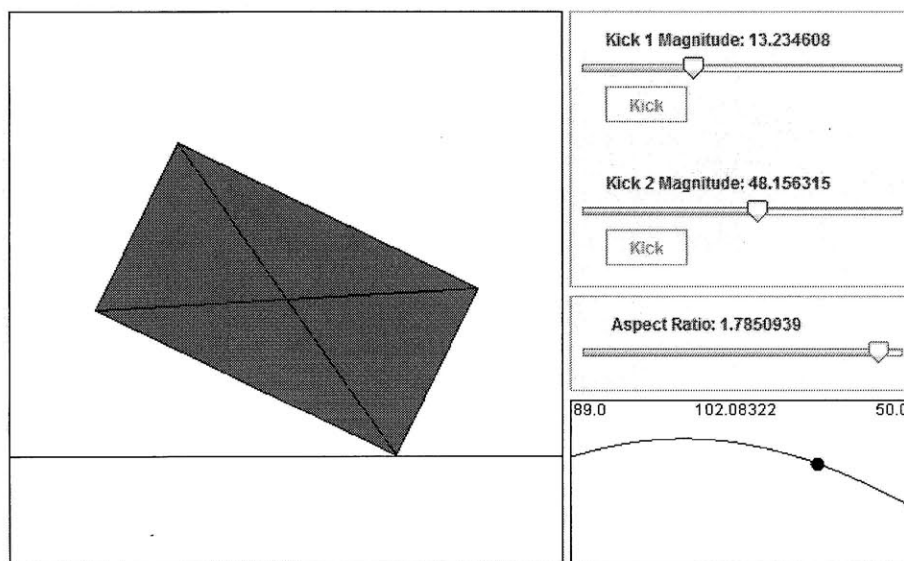 Kick 1 Magnitude: 13.234608
Kick
Kick 2 Magnitude: 48.156315
Kick
Aspect Ratio: 1.7850939
89.0 102.08322 50.0